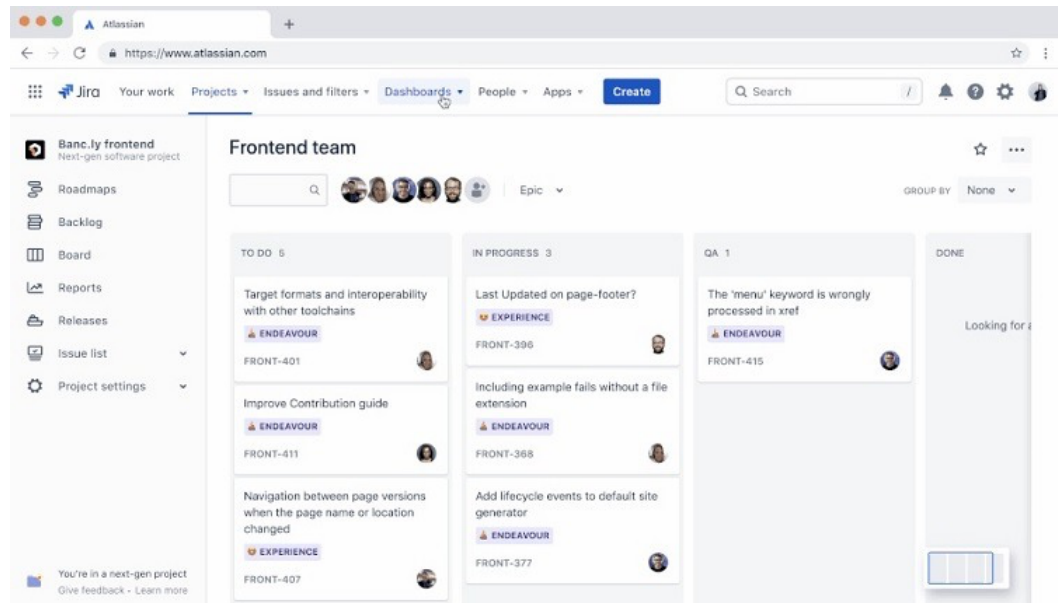 Atlassian
https://www.atlassian.com
Jira Your work Projects Issues and filters Dashboards People Apps Create Search /
Banc.ly frontend
Next-gen software project
Roadmaps
Backlog
Board
Reports
Releases
Issue list
Project settings
You're in a next-gen project
Give feedback - Learn more
Frontend team
Epic
GROUP BY None
TO DO 5
Target formats and interoperability
with other toolchains
ENDEAVOUR
FRONT-401
Improve Contribution guide
ENDEAVOUR
FRONT-411
Navigation between page versions
when the page name or location
changed
EXPERIENCE
FRONT-407
IN PROGRESS 3
Last Updated on page-footer?
EXPERIENCE
FRONT-396
Including example fails without a file
extension
ENDEAVOUR
FRONT-368
Add lifecycle events to default site
generator
ENDEAVOUR
FRONT-377
QA 1
The 'menu' keyword is wrongly
processed in xref
ENDEAVOUR
FRONT-415
DONE
Looking for